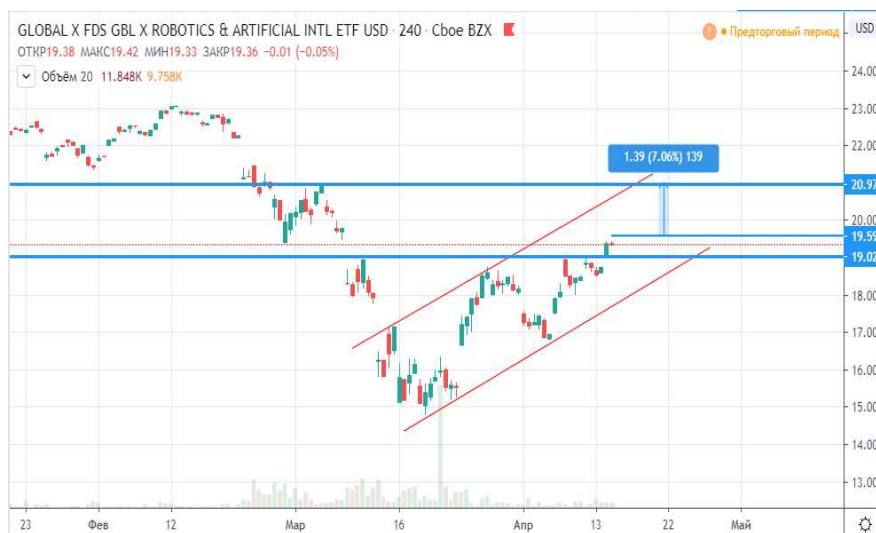 GLOBAL X FDS GBL X ROBOTICS & ARTIFICIAL INTL ETF USD · 240 · Cboe BZX
! Предторговый период
USD
ОТКР19.38 МАКС19.42 МИН19.33 ЗАКР19.36 −0.01 (−0.05%)
Объём 20 11.848K 9.758K
24.00
23.00
22.00
1.39 (7.06%) 139
20.97
20.00
19.59
19.02
18.00
17.00
16.00
15.00
14.00
13.00
23 Фев 12 Мар 16 Апр 13 22 Май